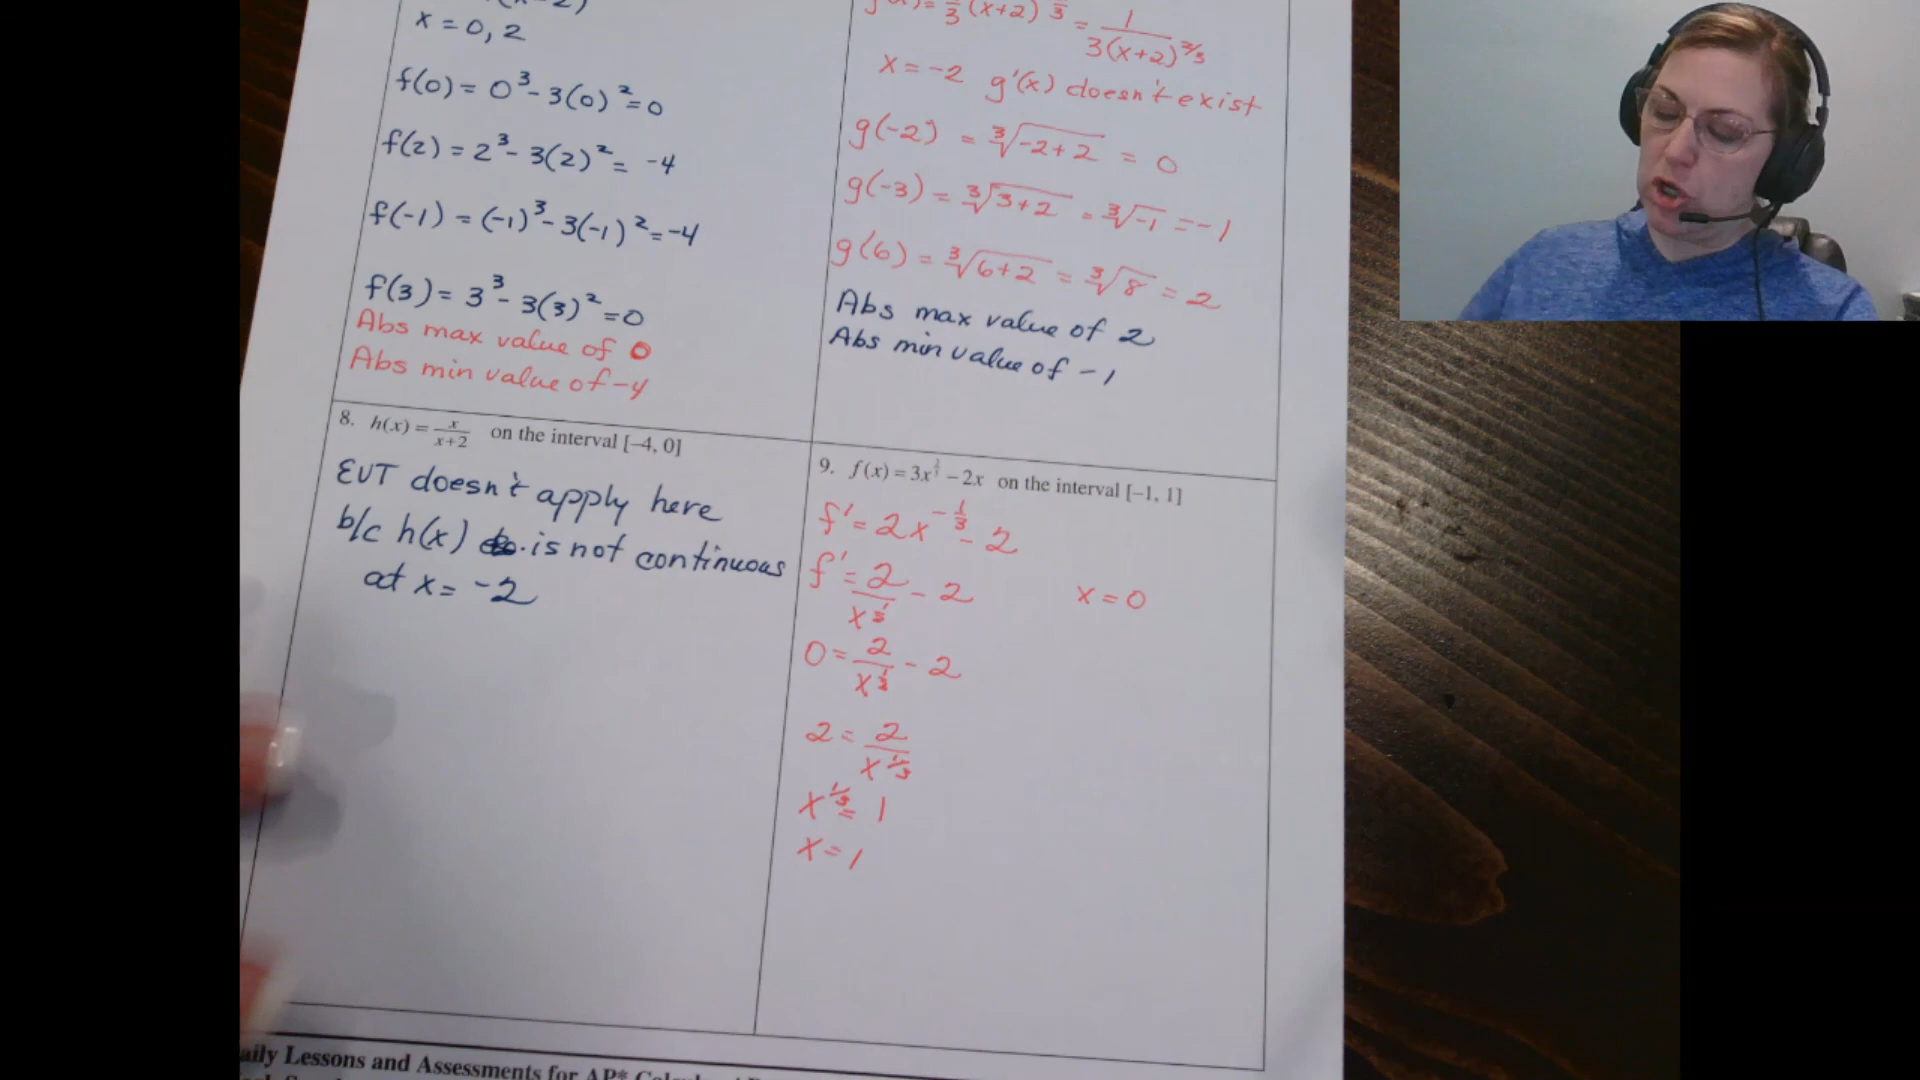 x = 0, 2
f(0) = 0³ - 3(0)² = 0
f(2) = 2³ - 3(2)² = -4
f(-1) = (-1)³ - 3(-1)² = -4
f(3) = 3³ - 3(3)² = 0
Abs max value of 0
Abs min value of -4
(x+2) = 1/3(x+2)^(2/3)
x = -2 g'(x) doesn't exist
g(-2) = ∛(-2+2) = 0
g(-3) = ∛(3+2) = ∛(-1) = -1
g(6) = ∛(6+2) = ∛8 = 2
Abs max value of 2
Abs min value of -1
8. h(x) = x/(x+2) on the interval [-4, 0]
EVT doesn't apply here
b/c h(x) is not continuous
at x = -2
9. f(x) = 3x^(2/3) - 2x on the interval [-1, 1]
f' = 2x^(-1/3) - 2
f' = 2/x^(1/3) - 2 x = 0
0 = 2/x^(1/3) - 2
2 = 2/x^(1/3)
x^(1/3) = 1
x = 1
aily Lessons and Assessments for AP*